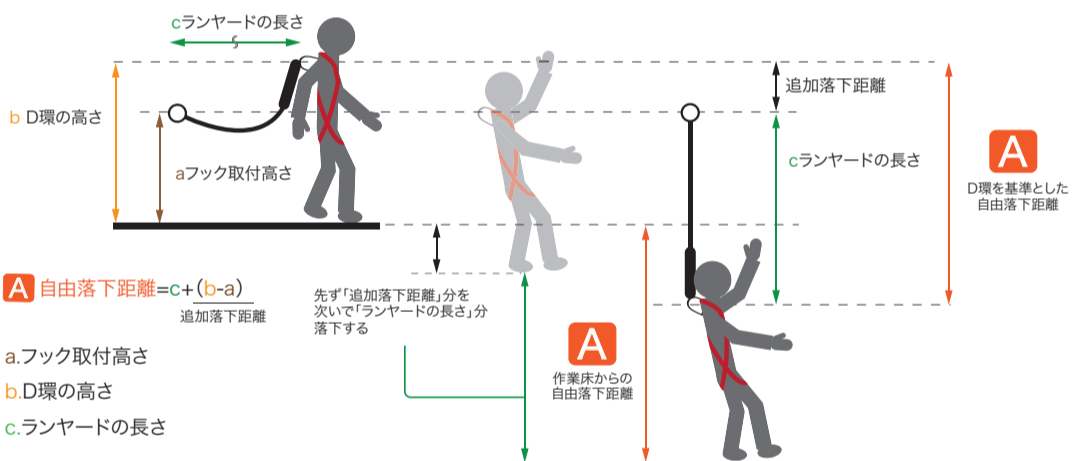 cランヤードの長さ
b D環の高さ
aフック取付高さ
追加落下距離
cランヤードの長さ
A
D環を基準とした
自由落下距離
A 自由落下距離=c+(b-a)
追加落下距離
先ず「追加落下距離」分を
次いで「ランヤードの長さ」分
落下する
A
作業床からの
自由落下距離
a.フック取付高さ
b.D環の高さ
c.ランヤードの長さ